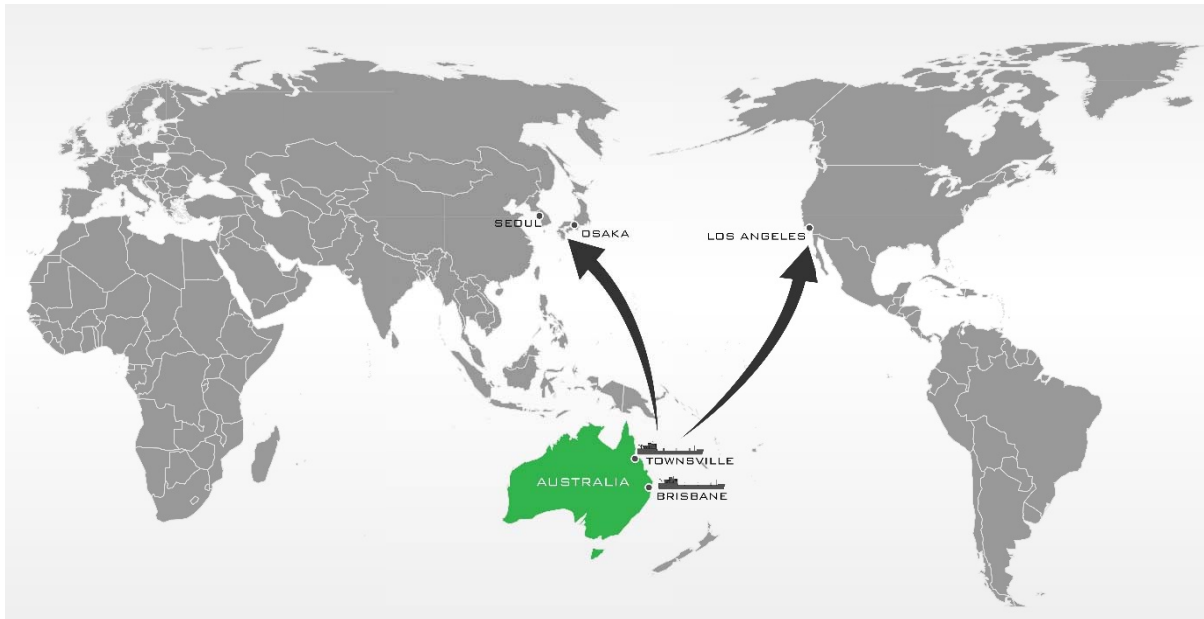 SEOUL
OSAKA
LOS ANGELES
TOWNSVILLE
AUSTRALIA
BRISBANE